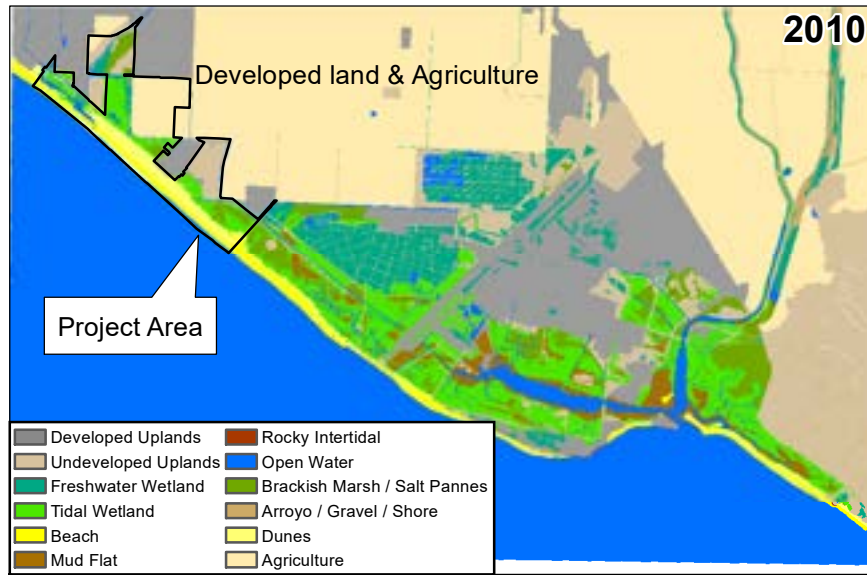 2010
Developed land & Agriculture
Project Area
Developed Uplands
Undeveloped Uplands
Freshwater Wetland
Tidal Wetland
Beach
Mud Flat
Rocky Intertidal
Open Water
Brackish Marsh / Salt Pannes
Arroyo / Gravel / Shore
Dunes
Agriculture